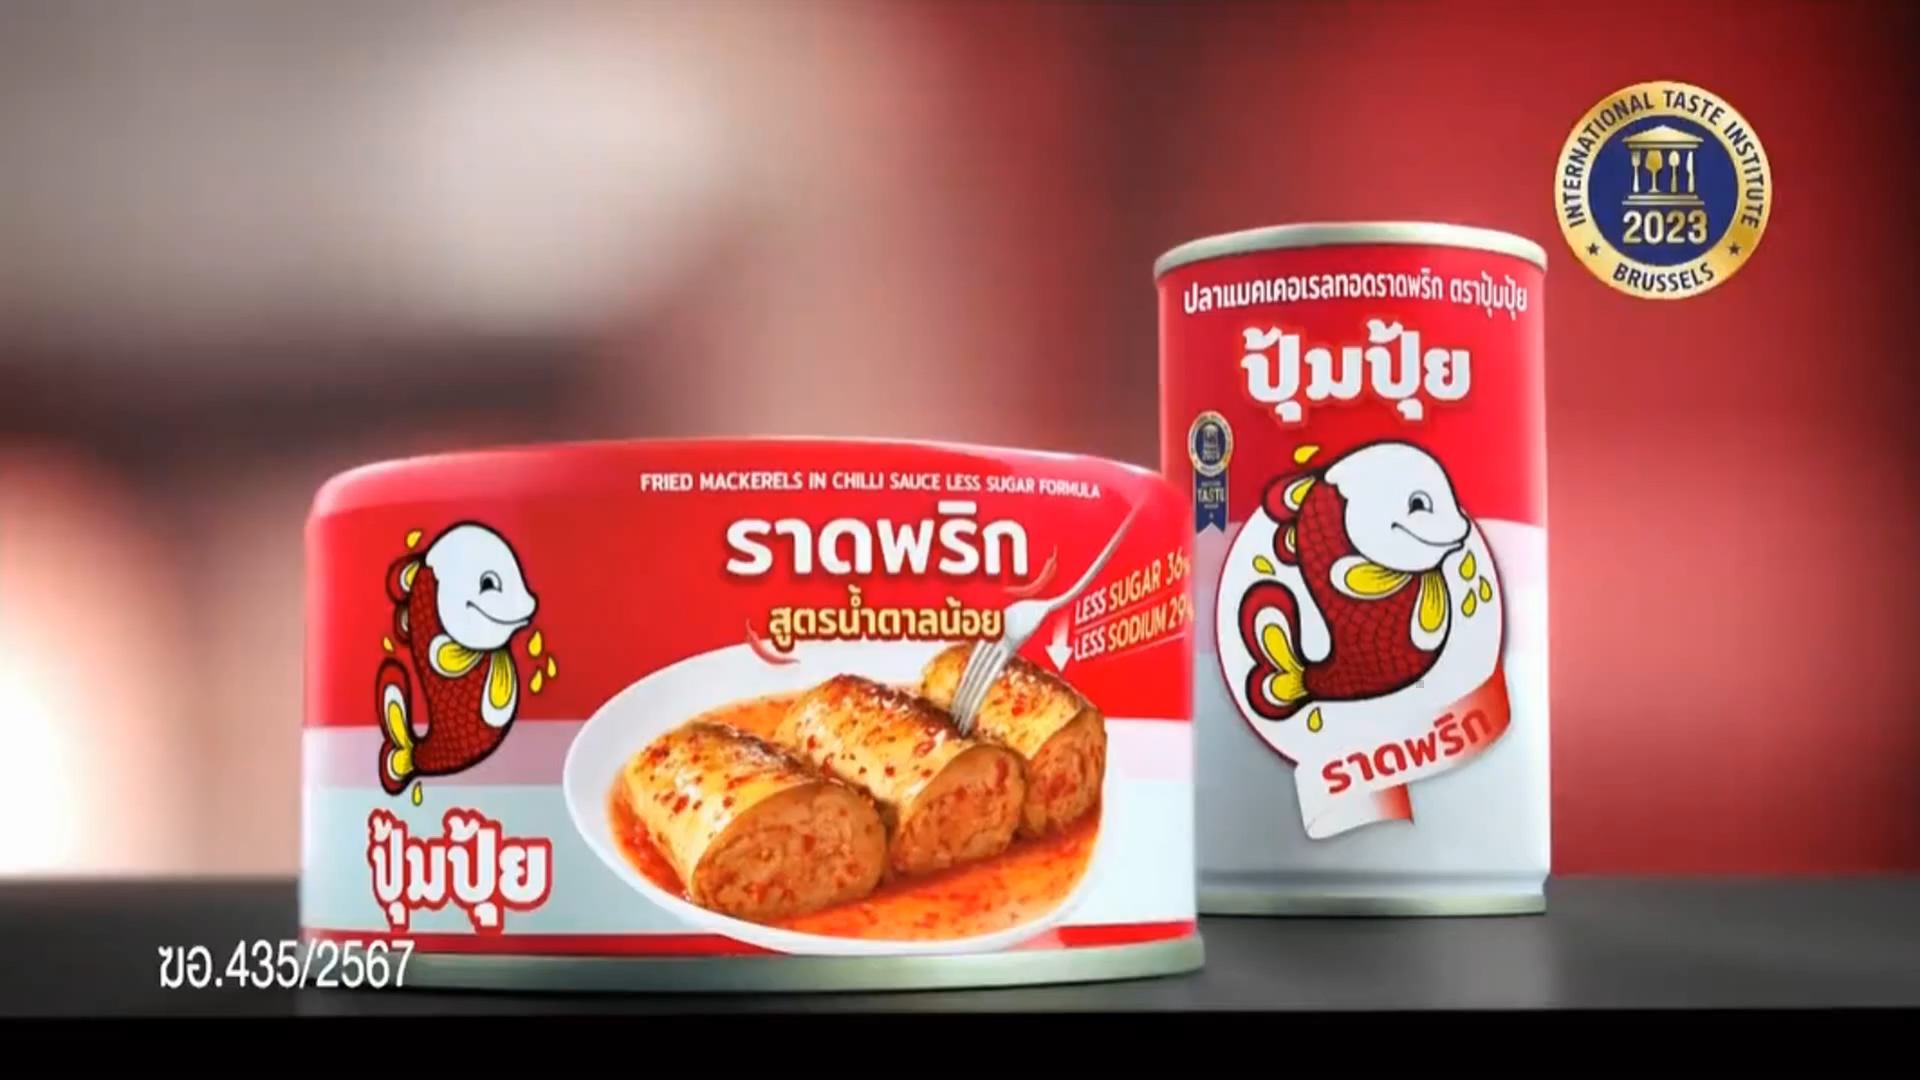 INTERNATIONAL TASTE INSTITUTE
2023
BRUSSELS
ปลาแมคเคอเรลทอดราดพริก ตราปุ้มปุ้ย
ปุ้มปุ้ย
TASTE
ราดพริก
FRIED MACKERELS IN CHILLI SAUCE LESS SUGAR FORMULA
ราดพริก
สูตรน้ำตาลน้อย
LESS SUGAR 36%
LESS SODIUM 29%
ปุ้มปุ้ย
ฆอ.435/2567